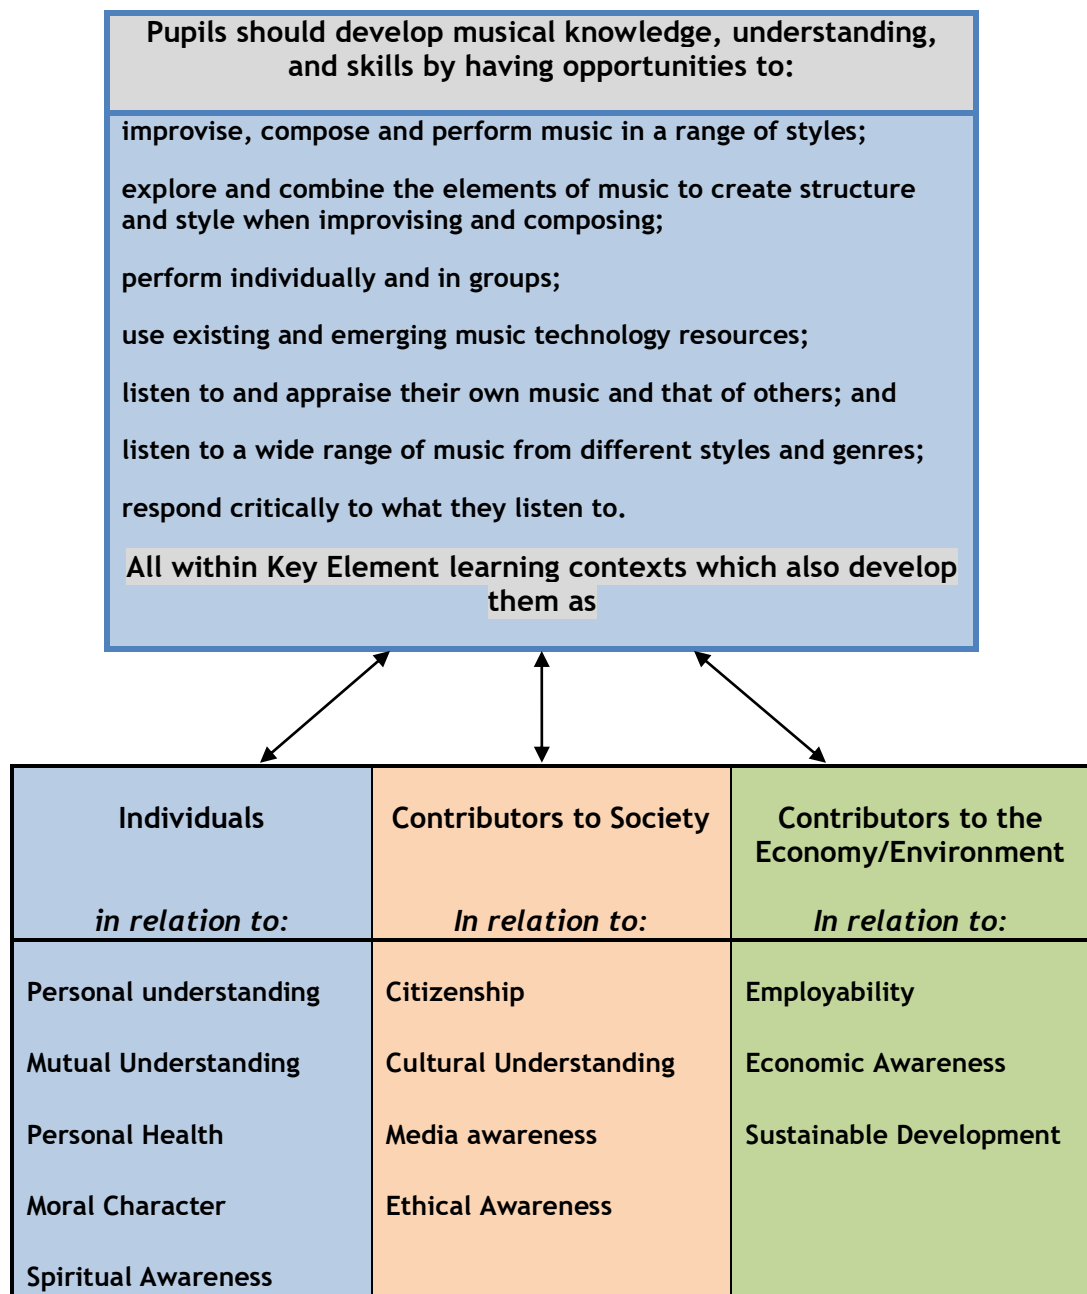 Pupils should develop musical knowledge, understanding,
and skills by having opportunities to:
improvise, compose and perform music in a range of styles;
explore and combine the elements of music to create structure
and style when improvising and composing;
perform individually and in groups;
use existing and emerging music technology resources;
listen to and appraise their own music and that of others; and
listen to a wide range of music from different styles and genres;
respond critically to what they listen to.
All within Key Element learning contexts which also develop
them as
Individuals
in relation to:
Contributors to Society
In relation to:
Contributors to the
Economy/Environment
In relation to:
Personal understanding
Mutual Understanding
Personal Health
Moral Character
Spiritual Awareness
Citizenship
Cultural Understanding
Media awareness
Ethical Awareness
Employability
Economic Awareness
Sustainable Development